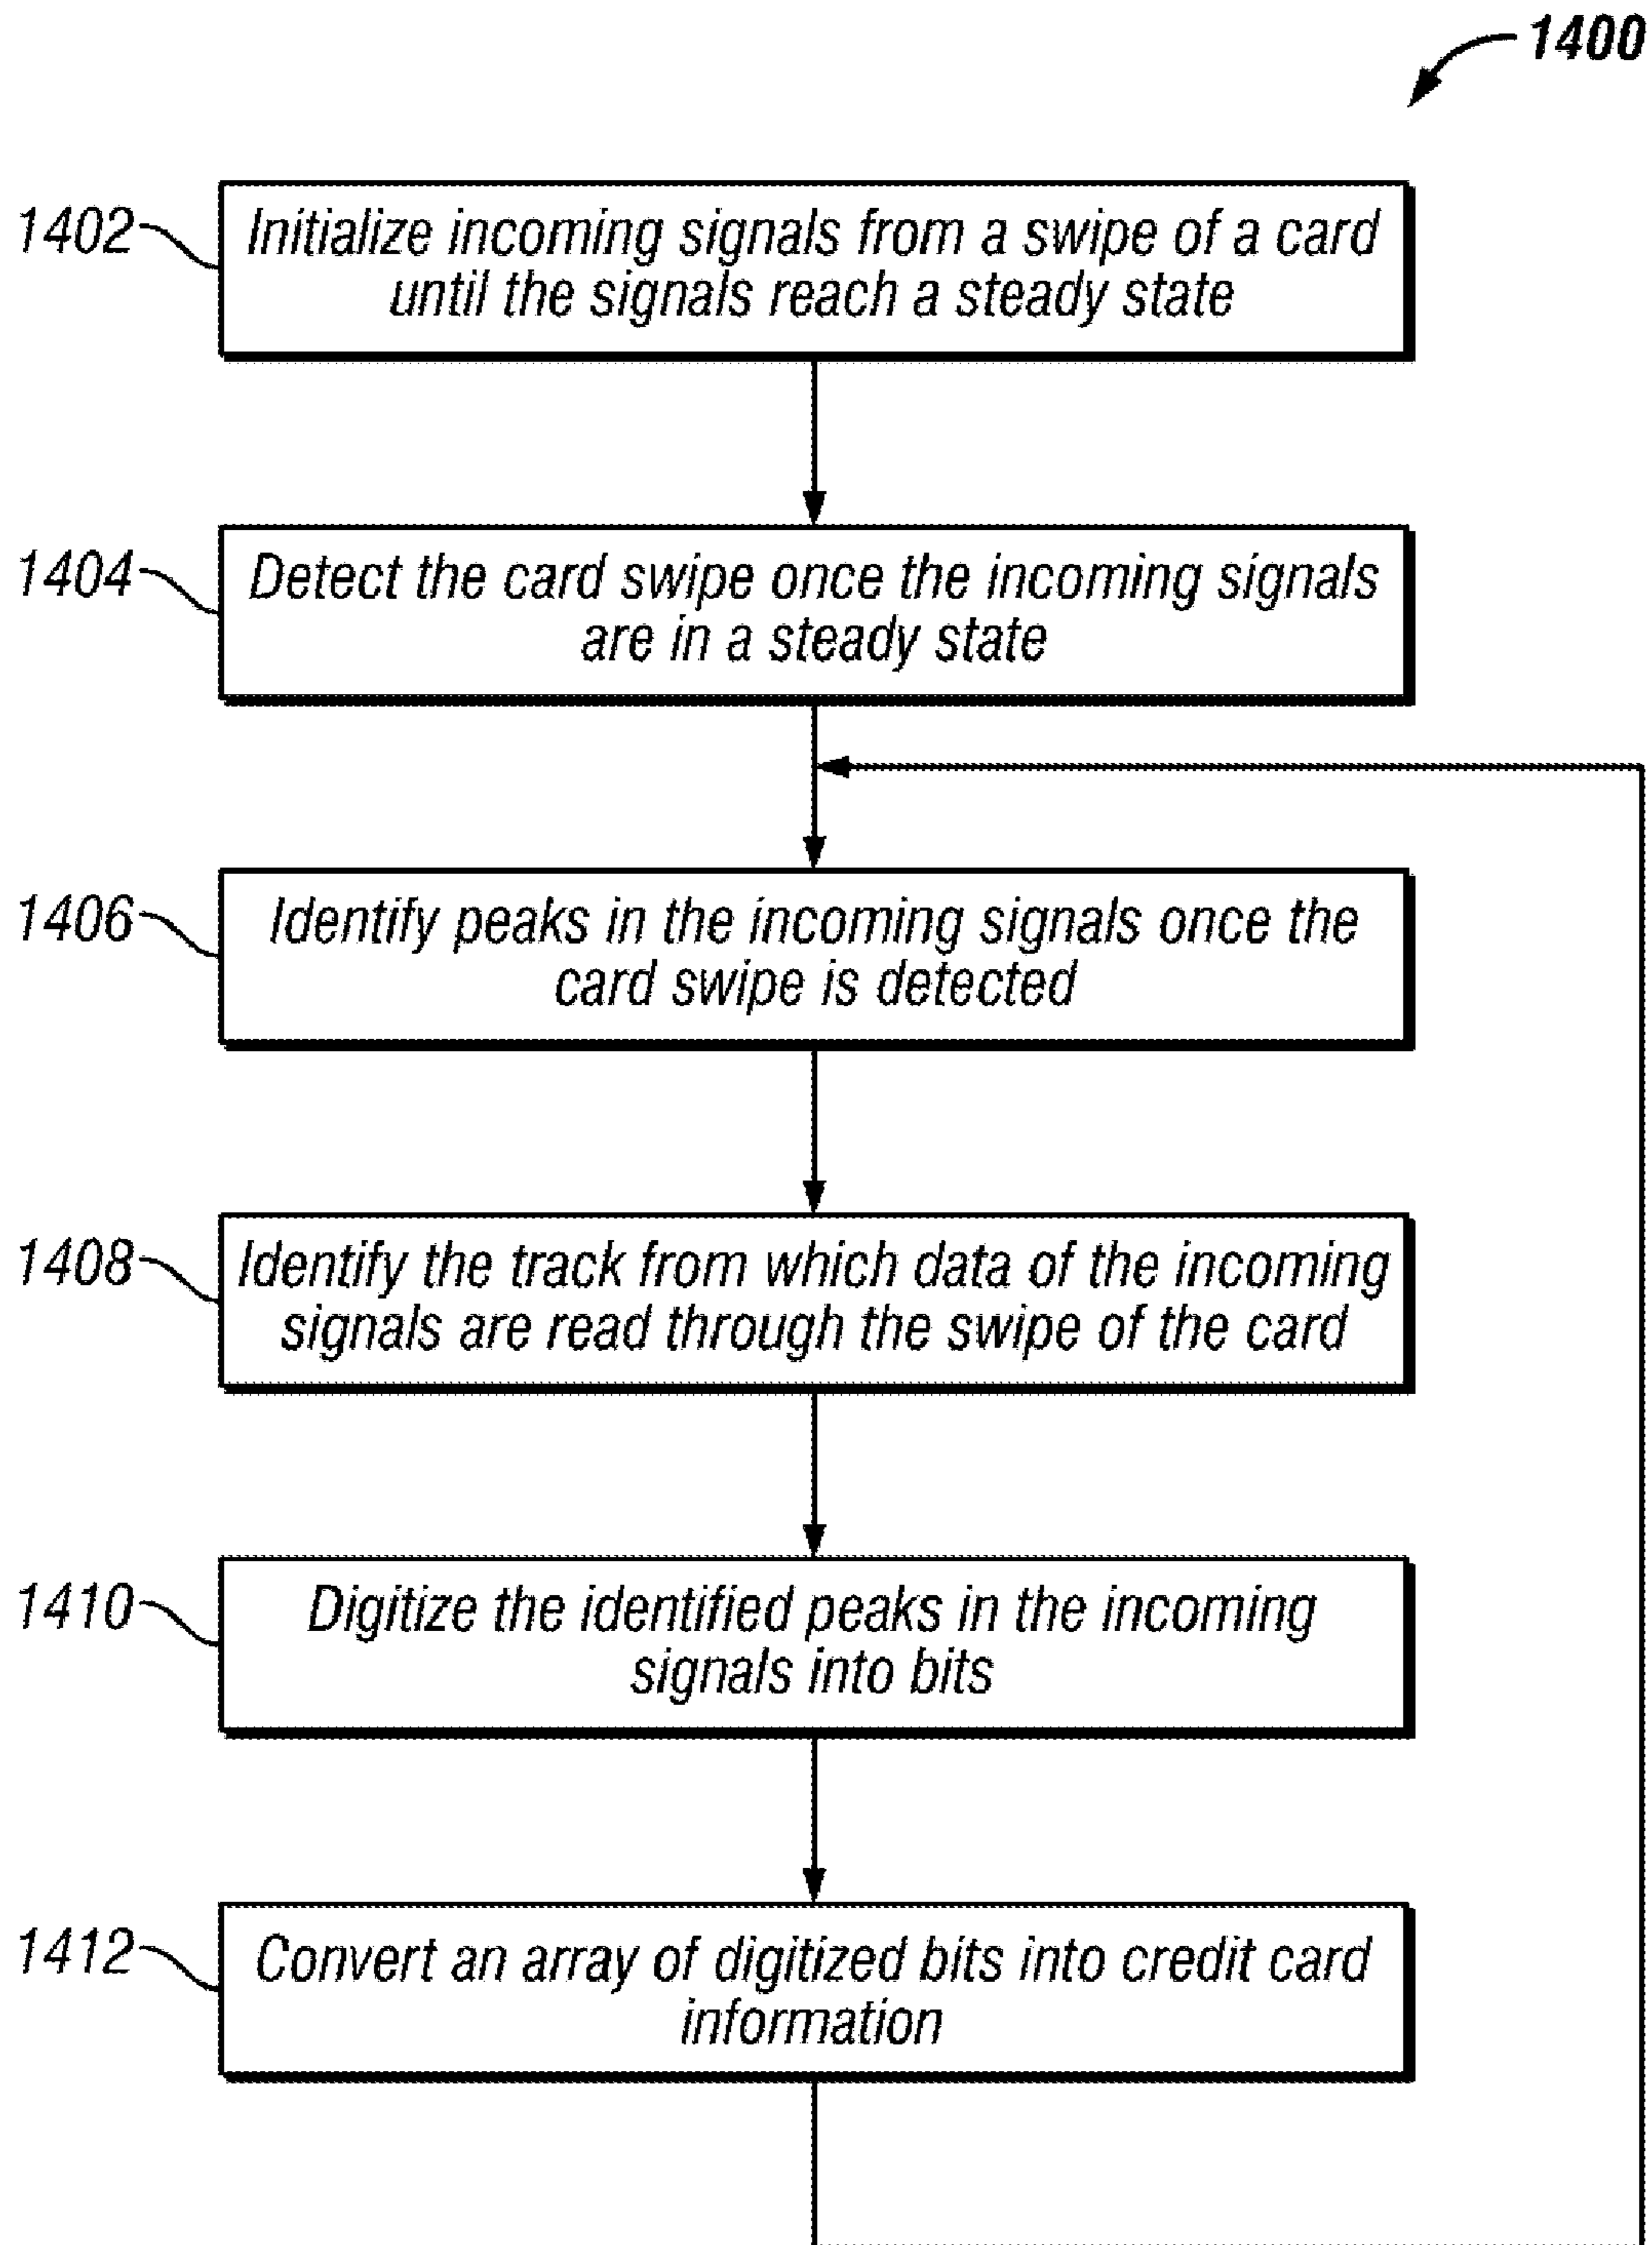 1400
1402
Initialize incoming signals from a swipe of a card
until the signals reach a steady state
1404
Detect the card swipe once the incoming signals
are in a steady state
1406
Identify peaks in the incoming signals once the
card swipe is detected
1408
Identify the track from which data of the incoming
signals are read through the swipe of the card
1410
Digitize the identified peaks in the incoming
signals into bits
1412
Convert an array of digitized bits into credit card
information